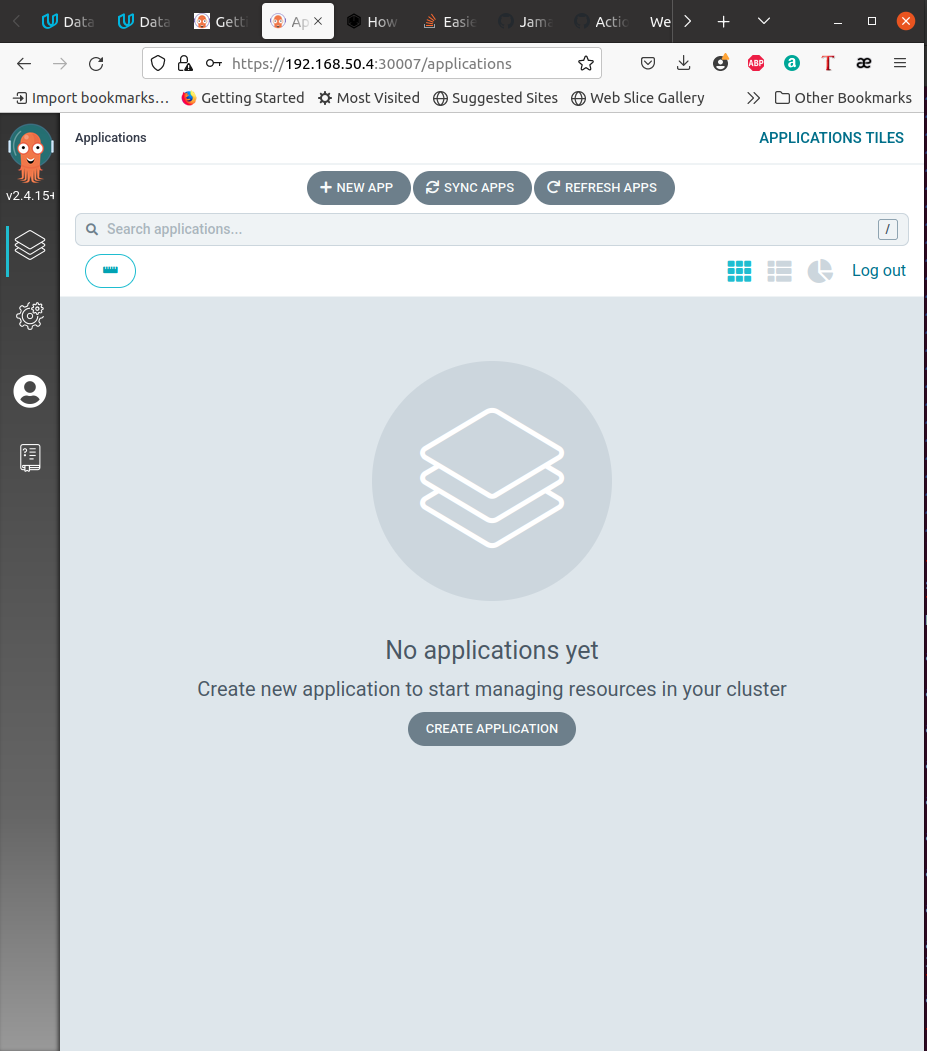 Data
Data
Getti
Ap
How
Easie
Jama
Actio
We
https://192.168.50.4:30007/applications
ABP
a
T
æ
Import bookmarks…
Getting Started
Most Visited
Suggested Sites
Web Slice Gallery
Other Bookmarks
Applications
APPLICATIONS TILES
v2.4.15+
NEW APP
SYNC APPS
REFRESH APPS
Search applications...
/
Log out
No applications yet
Create new application to start managing resources in your cluster
CREATE APPLICATION